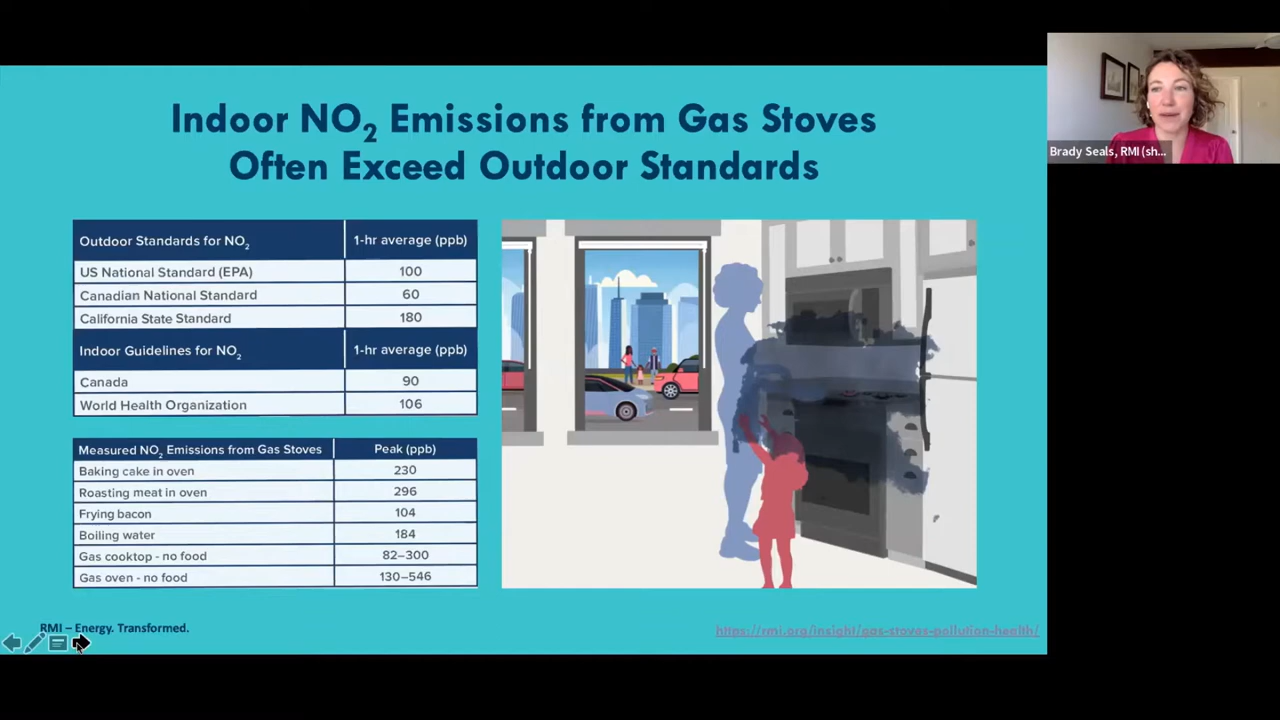 Indoor NO2 Emissions from Gas Stoves
Often Exceed Outdoor Standards
Outdoor Standards for NO2 1-hr average (ppb)
US National Standard (EPA) 100
Canadian National Standard 60
California State Standard 180
Indoor Guidelines for NO2 1-hr average (ppb)
Canada 90
World Health Organization 106
Measured NO2 Emissions from Gas Stoves Peak (ppb)
Baking cake in oven 230
Roasting meat in oven 296
Frying bacon 104
Boiling water 184
Gas cooktop - no food 82–300
Gas oven - no food 130–546
RMI – Energy. Transformed.
https://rmi.org/insight/gas-stoves-pollution-health/
Brady Seals, RMI (sh...